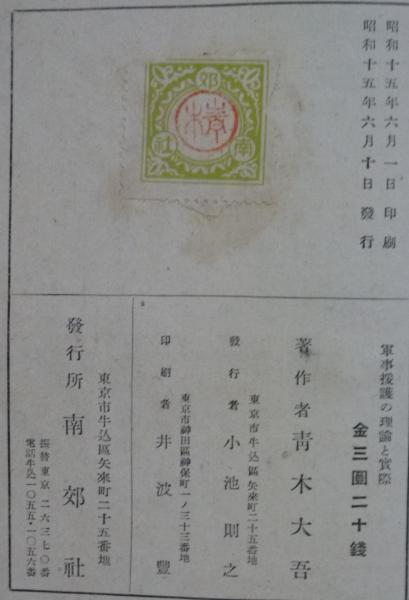 昭和十五年六月一日印刷
昭和十五年六月十日發行
郊
南
社
軍事援護の理論と實際
金三圓二十錢
著作者 靑木大吾
東京市牛込區矢來町二十五番地
發行者 小池則之
東京市神田區神保町一ノ三十三番地
印刷者 井波豐
東京市牛込區矢來町二十五番地
發行所 南郊社
振替東京二六三七〇番
電話牛込一〇五五・一〇五六番